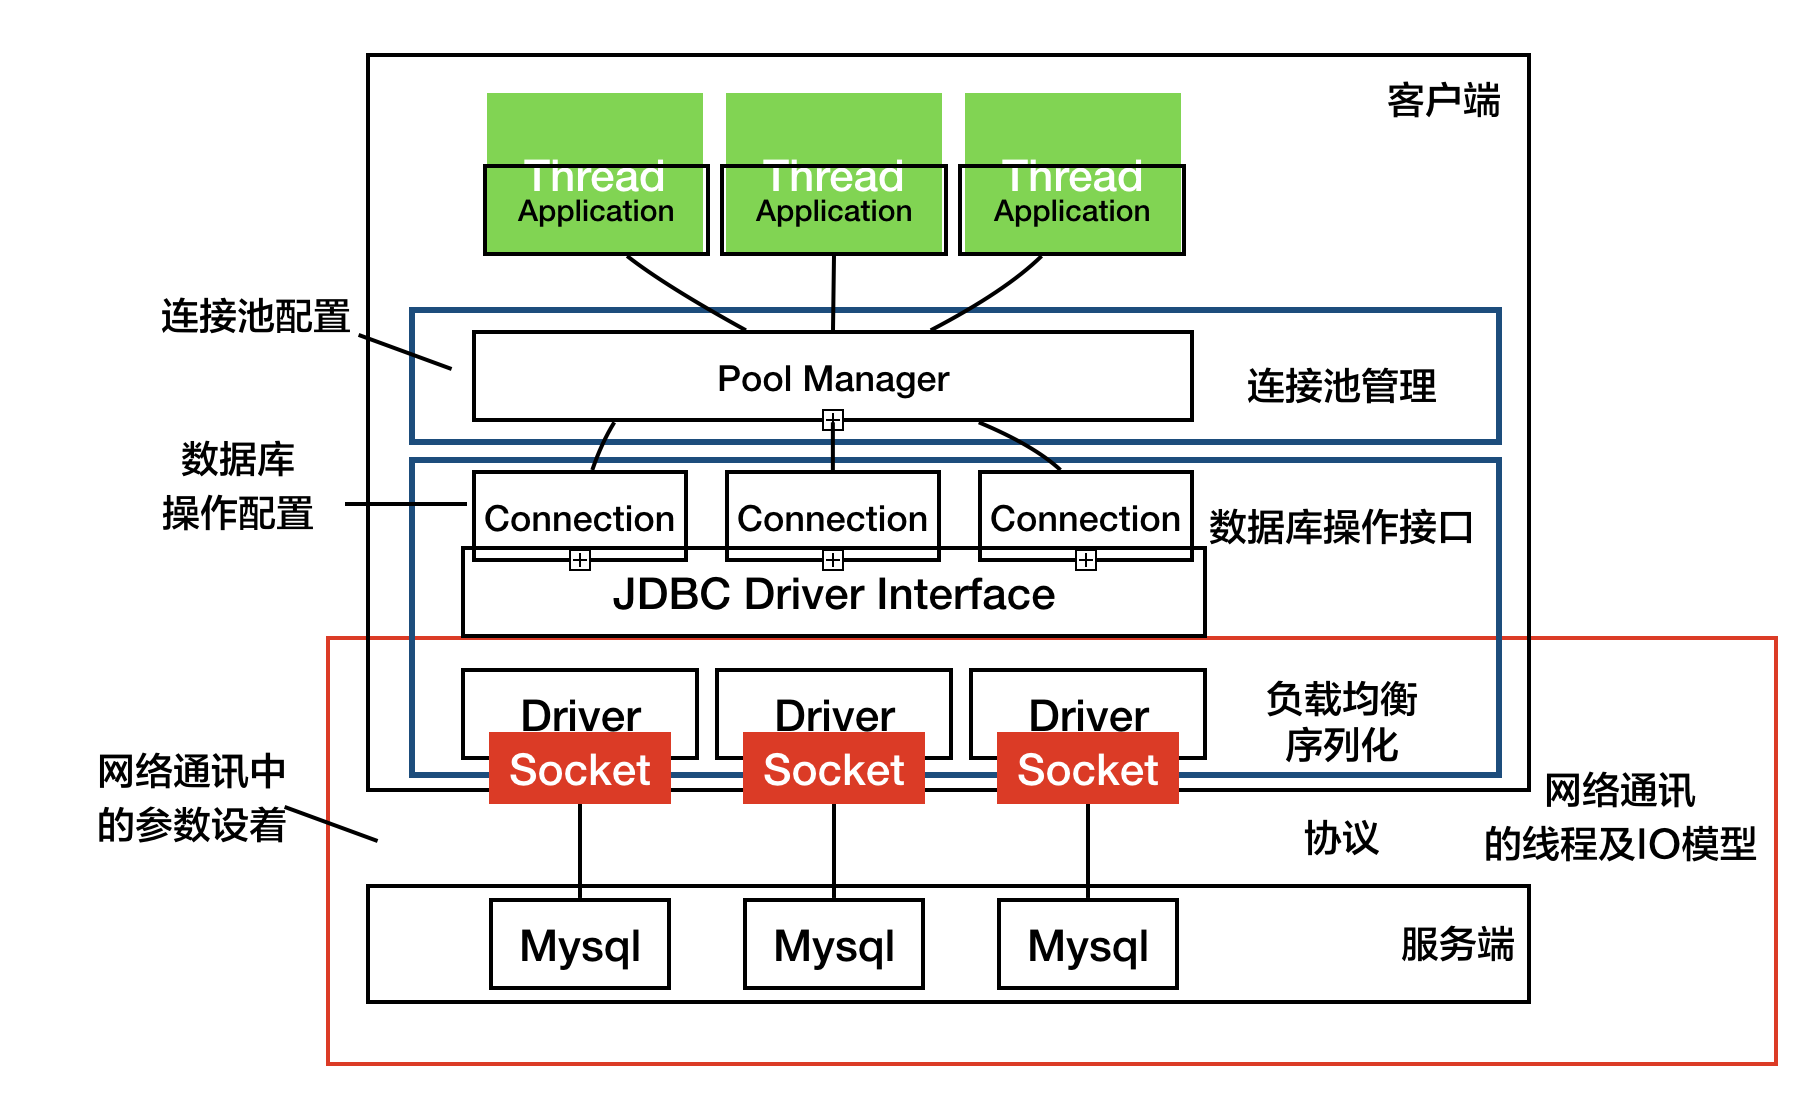 客户端
Thread
Application
Thread
Application
Thread
Application
连接池配置
Pool Manager
连接池管理
数据库
操作配置
Connection
Connection
Connection
数据库操作接口
JDBC Driver Interface
Driver
Driver
Driver
负载均衡
序列化
Socket
Socket
Socket
网络通讯中
的参数设着
网络通讯
的线程及IO模型
协议
Mysql
Mysql
Mysql
服务端